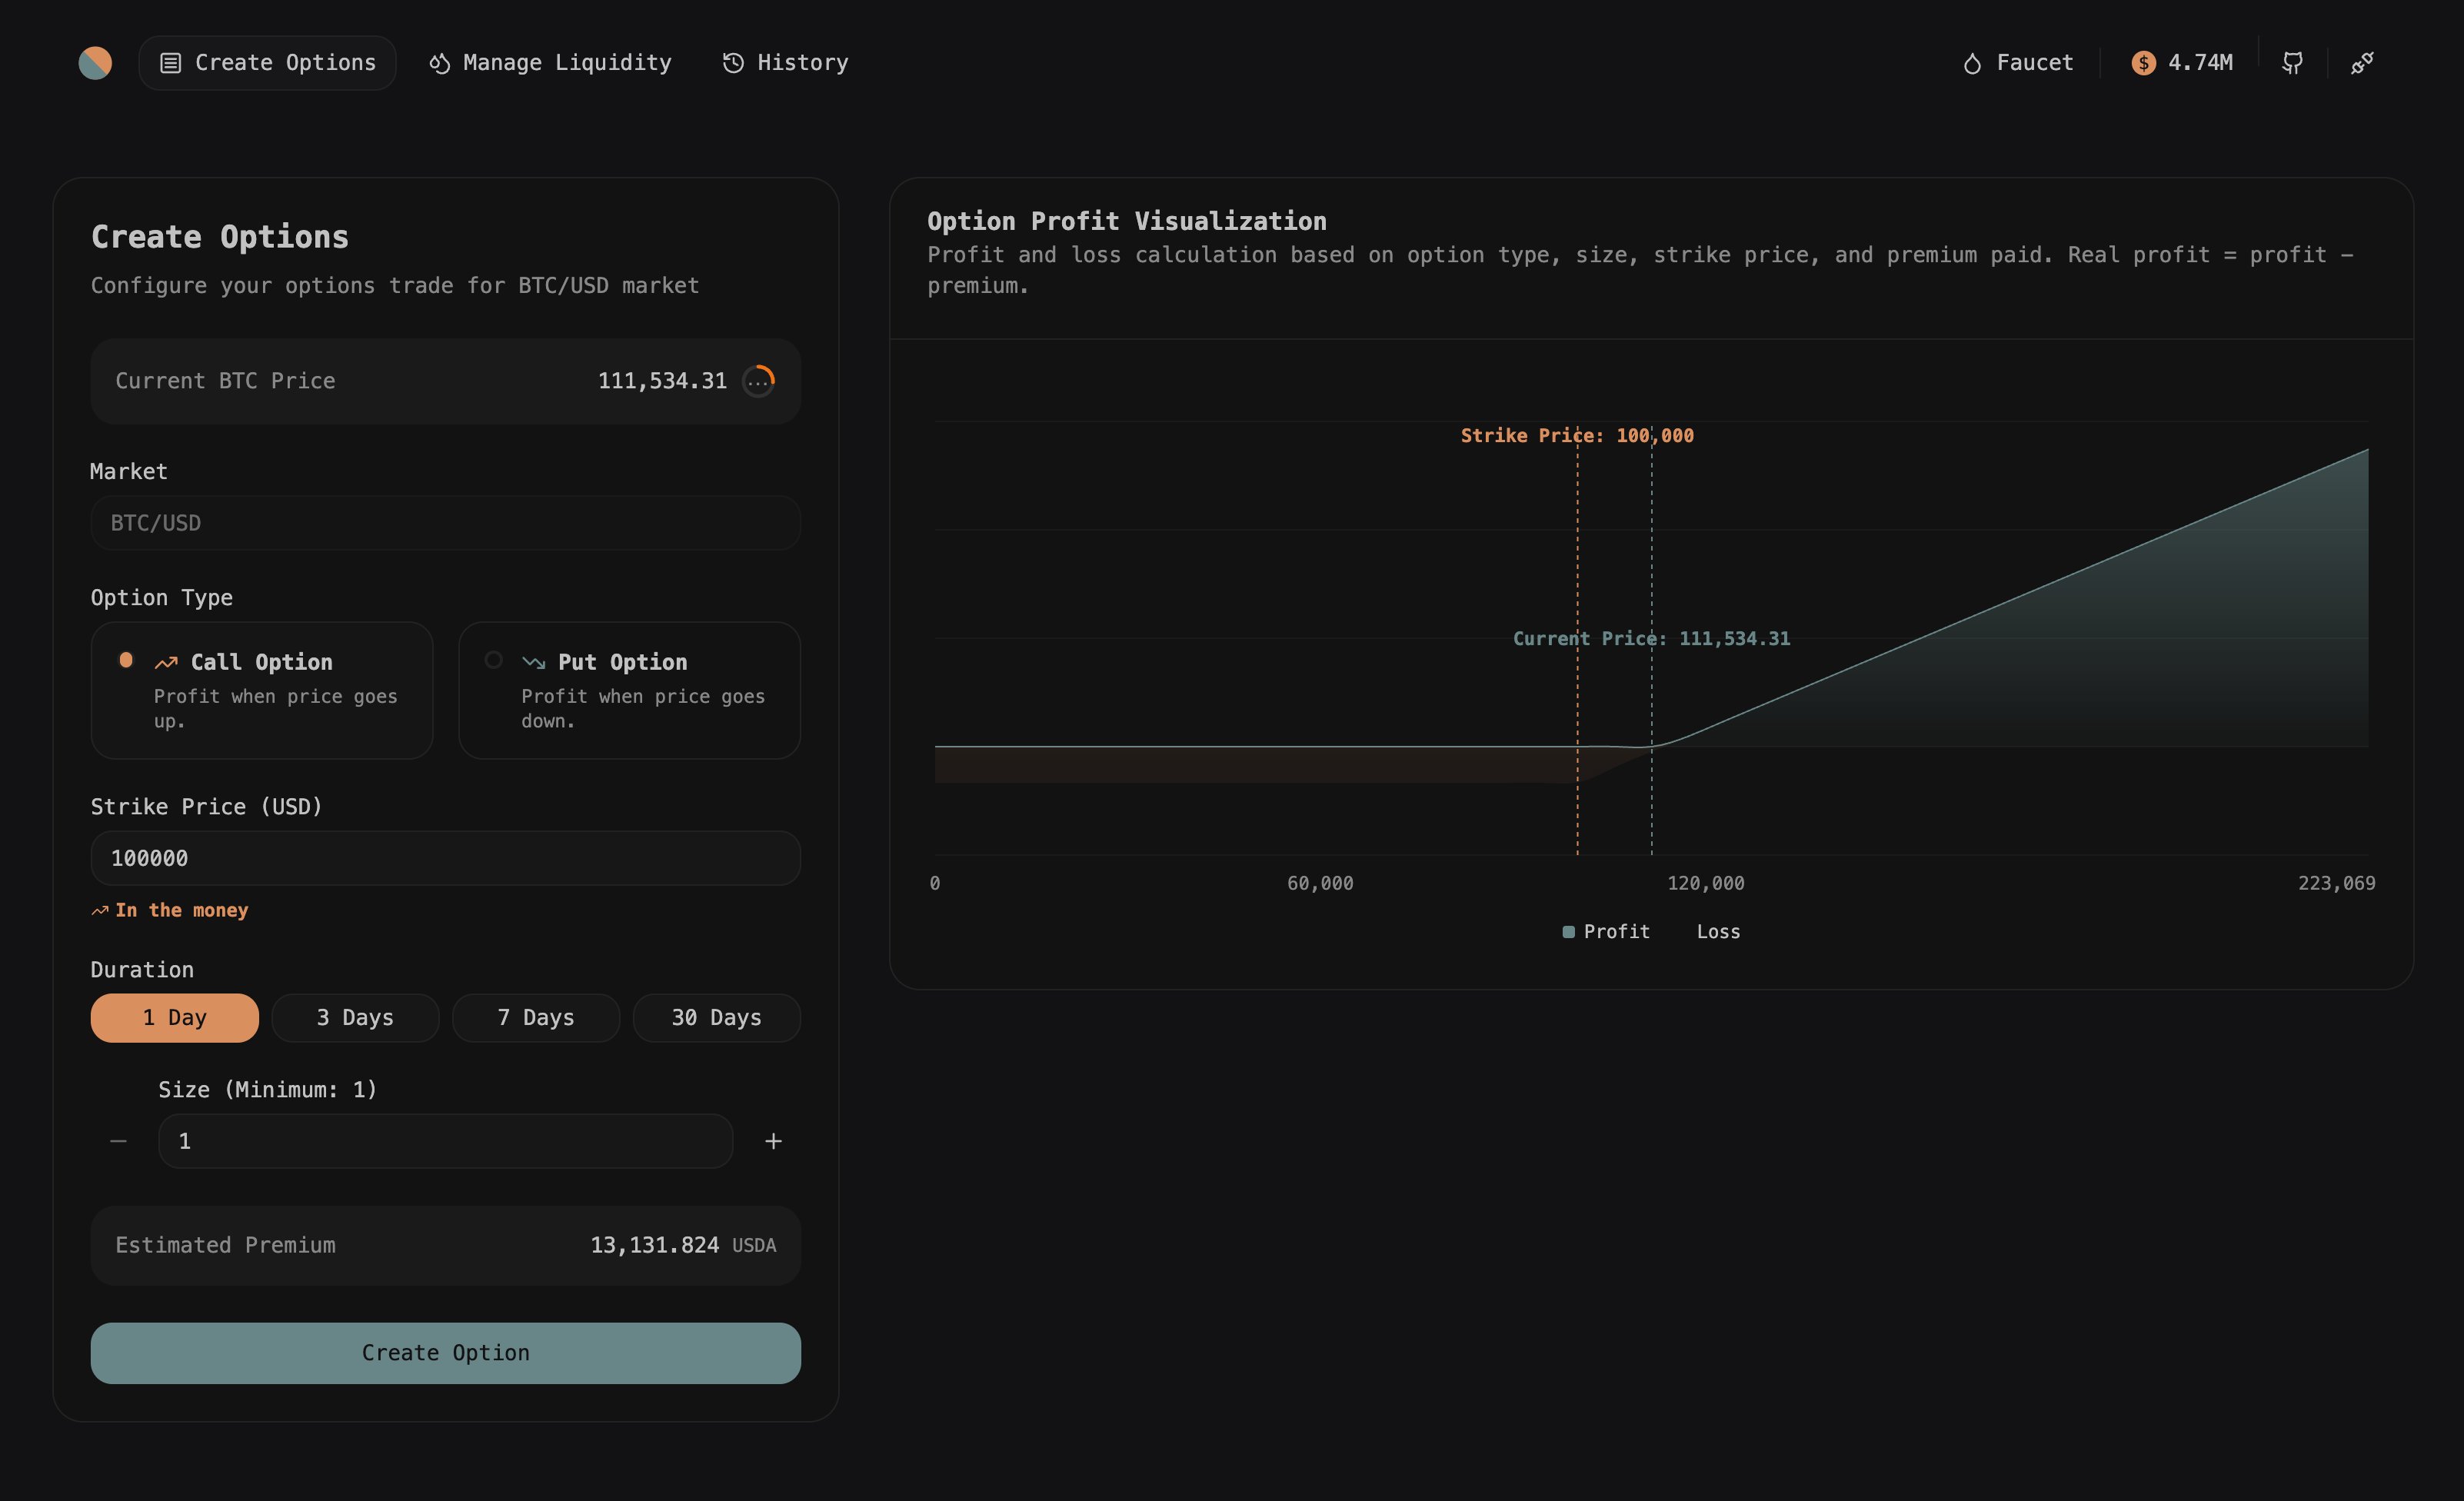 Create Options
Manage Liquidity
History
Faucet
$ 4.74M
Create Options
Configure your options trade for BTC/USD market
Current BTC Price
111,534.31
...
Market
BTC/USD
Option Type
Call Option
Profit when price goes
up.
Put Option
Profit when price goes
down.
Strike Price (USD)
100000
In the money
Duration
1 Day
3 Days
7 Days
30 Days
Size (Minimum: 1)
−
1
+
Estimated Premium
13,131.824 USDA
Create Option
Option Profit Visualization
Profit and loss calculation based on option type, size, strike price, and premium paid. Real profit = profit −
premium.
Strike Price: 100,000
Current Price: 111,534.31
0
60,000
120,000
223,069
Profit
Loss